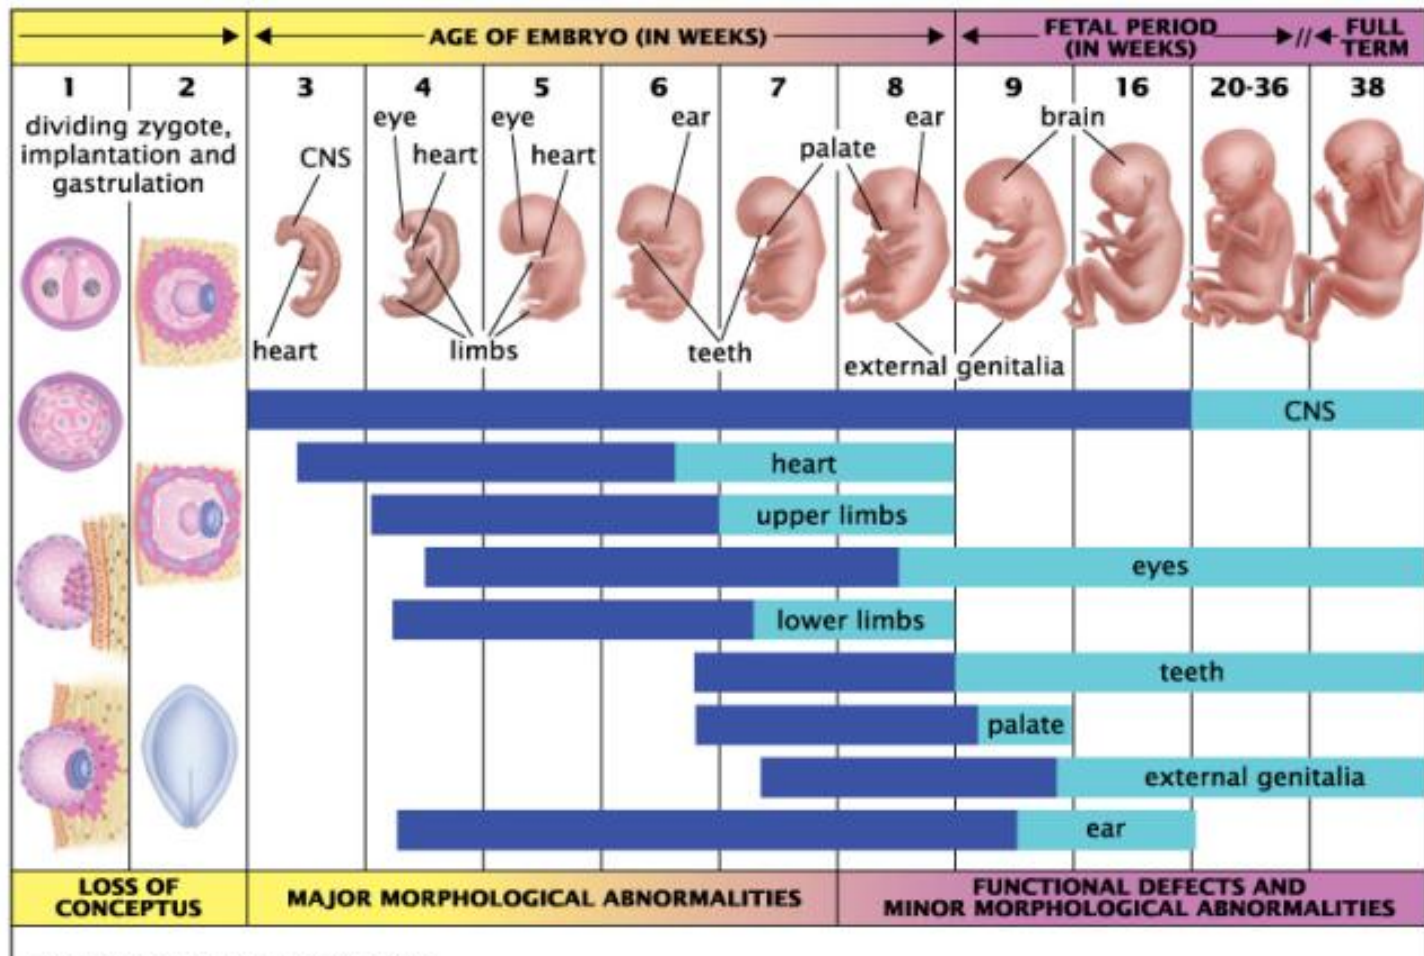 AGE OF EMBRYO (IN WEEKS)
FETAL PERIOD
(IN WEEKS)
FULL
TERM
1 2 3 4 5 6 7 8 9 16 20-36 38
dividing zygote,
implantation and
gastrulation
CNS
heart
eye
heart
limbs
eye
heart
ear
teeth
palate
ear
external genitalia
brain
CNS
heart
upper limbs
eyes
lower limbs
teeth
palate
external genitalia
ear
LOSS OF
CONCEPTUS
MAJOR MORPHOLOGICAL ABNORMALITIES
FUNCTIONAL DEFECTS AND
MINOR MORPHOLOGICAL ABNORMALITIES